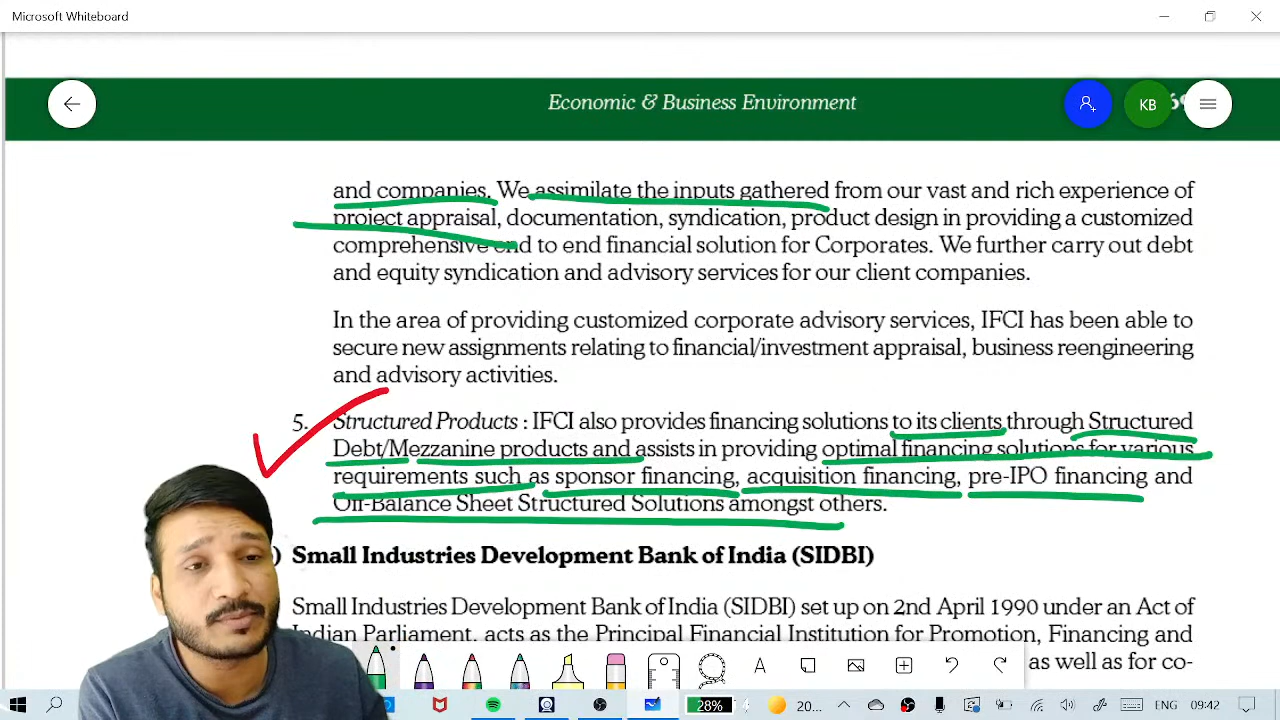 Microsoft Whiteboard
Economic & Business Environment
KB
and companies. We assimilate the inputs gathered from our vast and rich experience of
project appraisal, documentation, syndication, product design in providing a customized
comprehensive end to end financial solution for Corporates. We further carry out debt
and equity syndication and advisory services for our client companies.
In the area of providing customized corporate advisory services, IFCI has been able to
secure new assignments relating to financial/investment appraisal, business reengineering
and advisory activities.
5. Structured Products : IFCI also provides financing solutions to its clients through Structured
Debt/Mezzanine products and assists in providing optimal financing solutions for various
requirements such as sponsor financing, acquisition financing, pre-IPO financing and
Off-Balance Sheet Structured Solutions amongst others.
) Small Industries Development Bank of India (SIDBI)
Small Industries Development Bank of India (SIDBI) set up on 2nd April 1990 under an Act of
Indian Parliament, acts as the Principal Financial Institution for Promotion, Financing and
as well as for co-
28%
20...
ENG
09:42